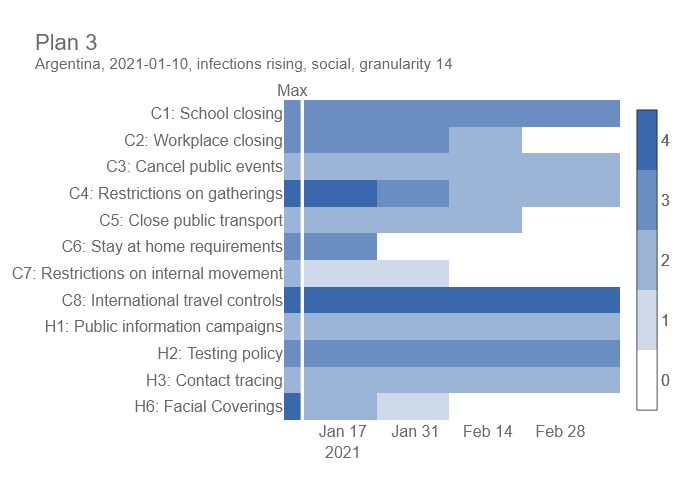 Plan 3
Argentina, 2021-01-10, infections rising, social, granularity 14
Max
C1: School closing
C2: Workplace closing
C3: Cancel public events
C4: Restrictions on gatherings
C5: Close public transport
C6: Stay at home requirements
C7: Restrictions on internal movement
C8: International travel controls
H1: Public information campaigns
H2: Testing policy
H3: Contact tracing
H6: Facial Coverings
Jan 17 Jan 31 Feb 14 Feb 28
2021
4
3
2
1
0